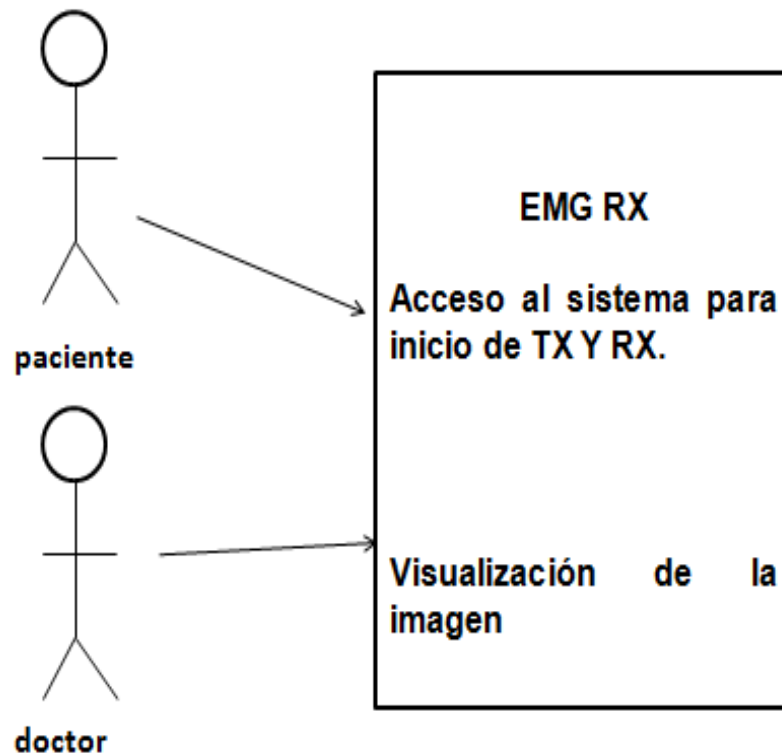 EMG RX
Acceso al sistema para
inicio de TX Y RX.
paciente
Visualización de la
imagen
doctor